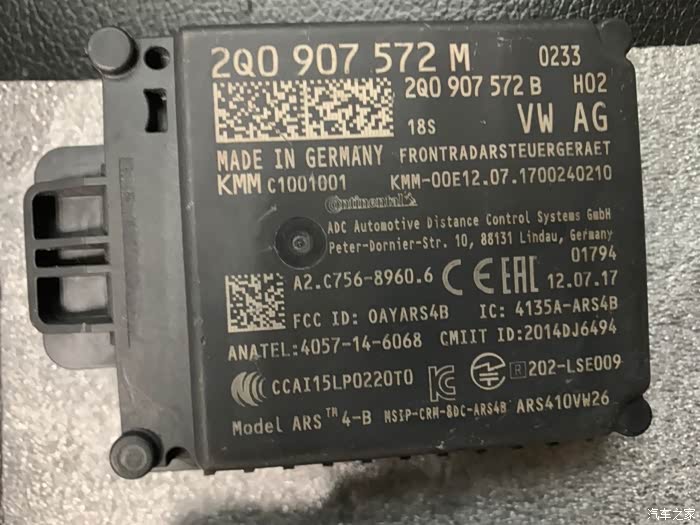 2Q0 907 572 M 0233
2Q0 907 572 B H02
18S VW AG
MADE IN GERMANY FRONTRADARSTEUERGERAET
KMM C1001001 KMM-00E12.07.1700240210
Continental
ADC Automotive Distance Control Systems GmbH
Peter-Dornier-Str. 10, 88131 Lindau, Germany
01794
A2.C756-8960.6 CE EAC 12.07.17
FCC ID: OAYARS4B IC: 4135A-ARS4B
ANATEL:4057-14-6068 CMIIT ID:2014DJ6494
CCAI15LP0220T0 R 202-LSE009
Model ARS™ 4-B MSIP-CRM-BDC-ARS4B ARS410VW26
汽车之家